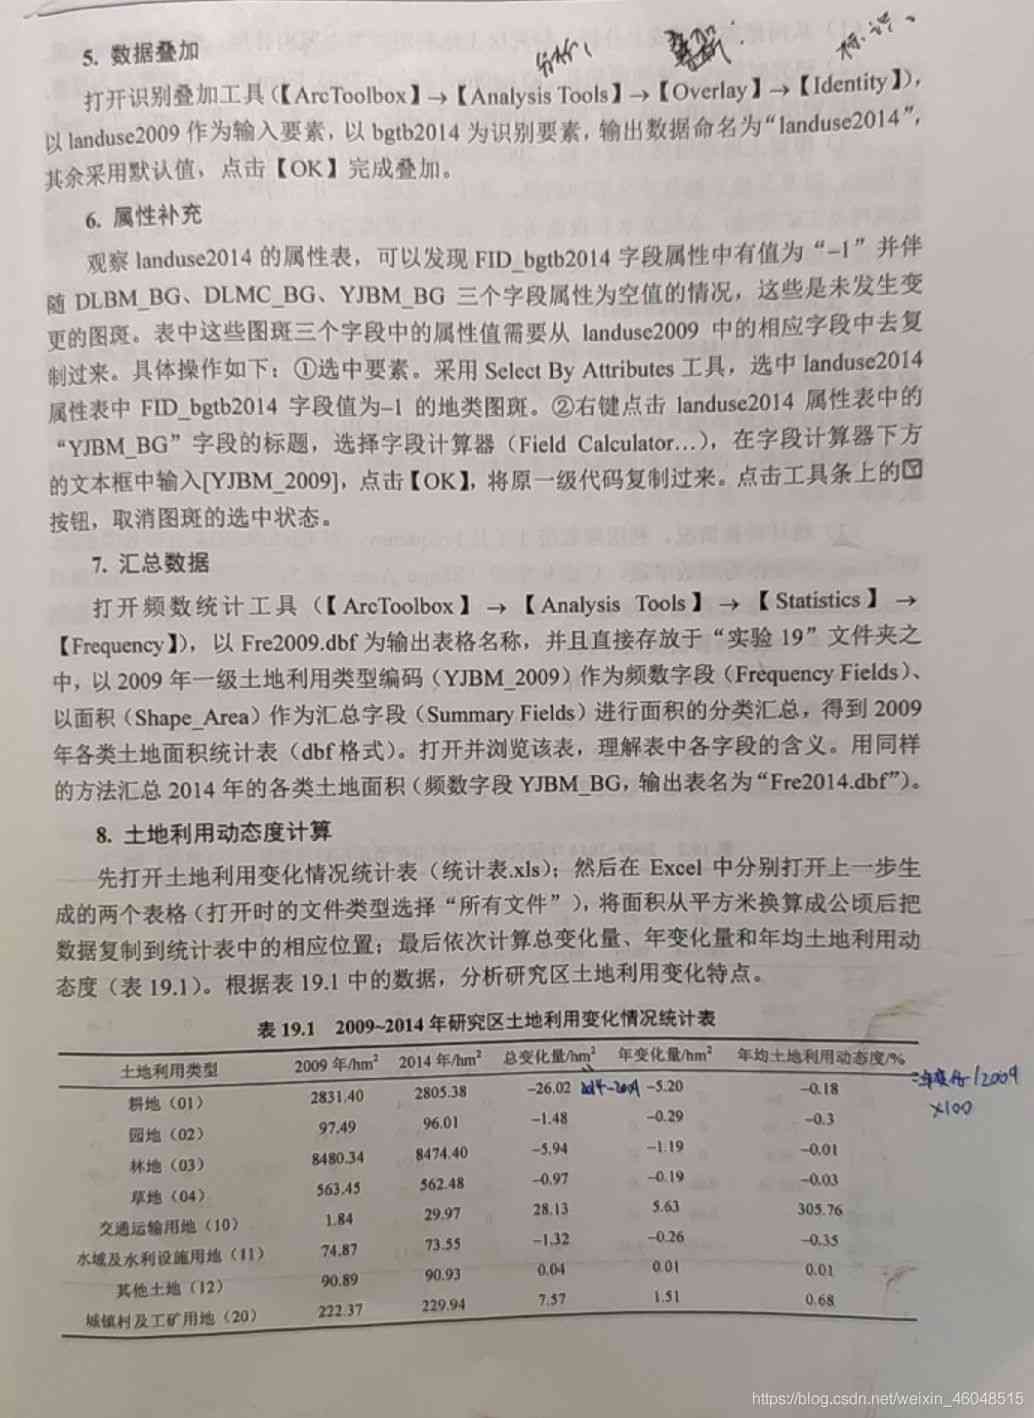 5. 数据叠加
分析、
叠加
标识、
打开识别叠加工具(【ArcToolbox】→【Analysis Tools】→【Overlay】→【Identity】),
以 landuse2009 作为输入要素，以 bgtb2014 为识别要素，输出数据命名为“landuse2014”，
其余采用默认值，点击【OK】完成叠加。
6. 属性补充
观察 landuse2014 的属性表，可以发现 FID_bgtb2014 字段属性中有值为“–1”并伴
随 DLBM_BG、DLMC_BG、YJBM_BG 三个字段属性为空值的情况，这些是未发生变
更的图斑。表中这些图斑三个字段中的属性值需要从 landuse2009 中的相应字段中去复
制过来。具体操作如下：①选中要素。采用 Select By Attributes 工具，选中 landuse2014
属性表中 FID_bgtb2014 字段值为–1 的地类图斑。②右键点击 landuse2014 属性表中的
“YJBM_BG”字段的标题，选择字段计算器（Field Calculator...），在字段计算器下方
的文本框中输入[YJBM_2009]，点击【OK】，将原一级代码复制过来。点击工具条上的
按钮，取消图斑的选中状态。
7. 汇总数据
打开频数统计工具（【ArcToolbox】→【Analysis Tools】→【Statistics】→
【Frequency】），以 Fre2009.dbf 为输出表格名称，并且直接存放于“实验 19”文件夹之
中，以 2009 年一级土地利用类型编码（YJBM_2009）作为频数字段（Frequency Fields）、
以面积（Shape_Area）作为汇总字段（Summary Fields）进行面积的分类汇总，得到 2009
年各类土地面积统计表（dbf 格式）。打开并浏览该表，理解表中各字段的含义。用同样
的方法汇总 2014 年的各类土地面积（频数字段 YJBM_BG，输出表名为“Fre2014.dbf”）。
8. 土地利用动态度计算
先打开土地利用变化情况统计表（统计表.xls）；然后在 Excel 中分别打开上一步生
成的两个表格（打开时的文件类型选择“所有文件”），将面积从平方米换算成公顷后把
数据复制到统计表中的相应位置；最后依次计算总变化量、年变化量和年均土地利用动
态度（表 19.1）。根据表 19.1 中的数据，分析研究区土地利用变化特点。
表 19.1 2009~2014 年研究区土地利用变化情况统计表
土地利用类型 2009 年/hm² 2014 年/hm² 总变化量/hm² 年变化量/hm² 年均土地利用动态度/%
耕地（01） 2831.40 2805.38 –26.02 2014-2009 –5.20 –0.18
=年变化/2009
×100
园地（02） 97.49 96.01 –1.48 –0.29 –0.3
林地（03） 8480.34 8474.40 –5.94 –1.19 –0.01
草地（04） 563.45 562.48 –0.97 –0.19 –0.03
交通运输用地（10） 1.84 29.97 28.13 5.63 305.76
水域及水利设施用地（11） 74.87 73.55 –1.32 –0.26 –0.35
其他土地（12） 90.89 90.93 0.04 0.01 0.01
城镇村及工矿用地（20） 222.37 229.94 7.57 1.51 0.68
https://blog.csdn.net/weixin_46048515